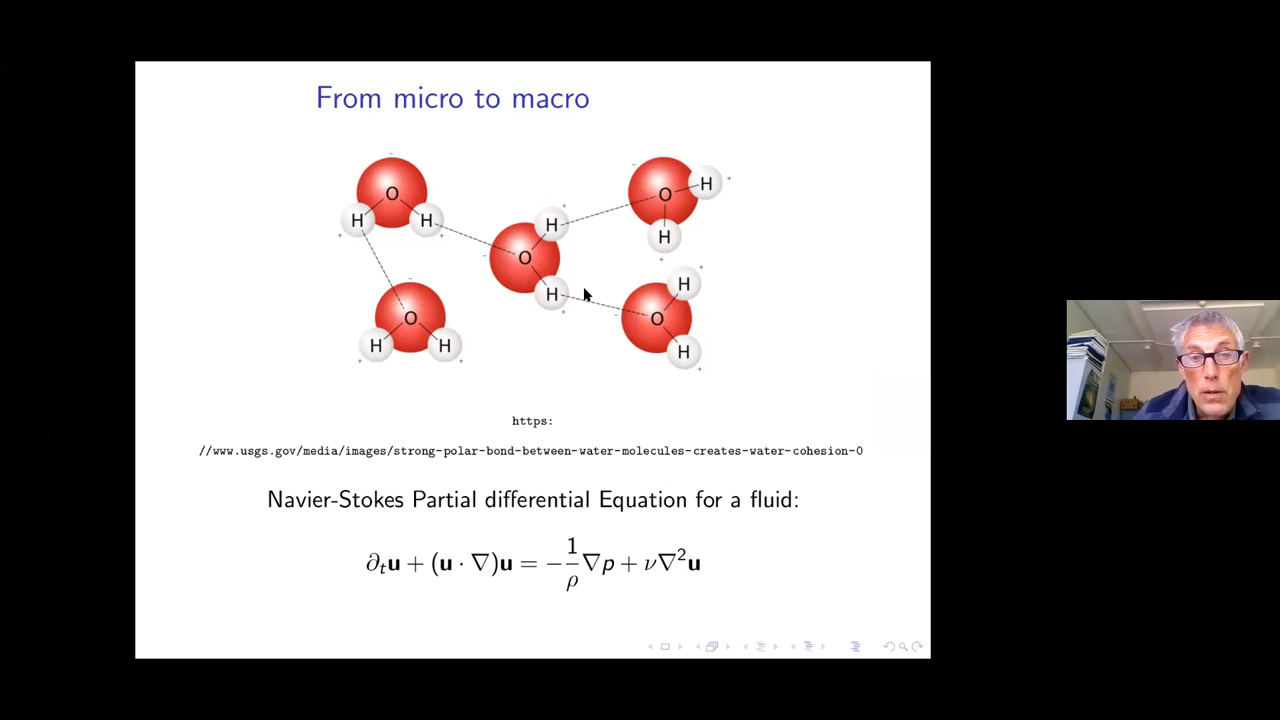 From micro to macro
O H H
O H H
O H H
O H H
O H H
https:
//www.usgs.gov/media/images/strong-polar-bond-between-water-molecules-creates-water-cohesion-0
Navier-Stokes Partial differential Equation for a fluid:
∂ₜ𝐮 + (𝐮 · ∇)𝐮 = −1/ρ ∇p + ν∇²𝐮